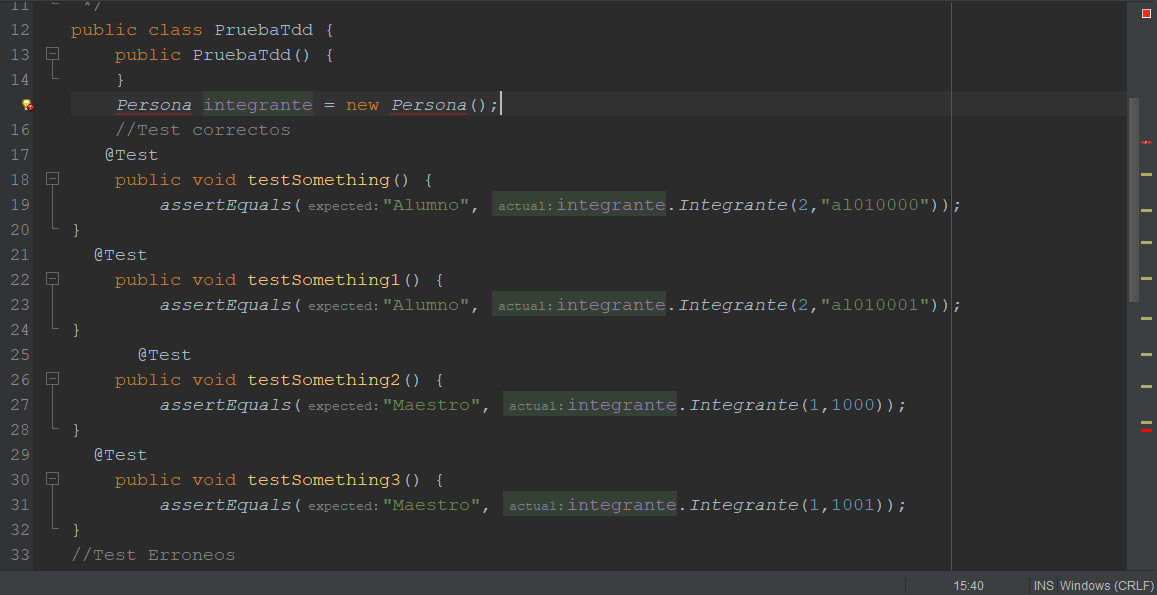 11 */
12 public class PruebaTdd {
13 public PruebaTdd() {
14 }
Persona integrante = new Persona();
16 //Test correctos
17 @Test
18 public void testSomething() {
19 assertEquals( expected: "Alumno", actual: integrante.Integrante(2,"al010000"));
20 }
21 @Test
22 public void testSomething1() {
23 assertEquals( expected: "Alumno", actual: integrante.Integrante(2,"al010001"));
24 }
25 @Test
26 public void testSomething2() {
27 assertEquals( expected: "Maestro", actual: integrante.Integrante(1,1000));
28 }
29 @Test
30 public void testSomething3() {
31 assertEquals( expected: "Maestro", actual: integrante.Integrante(1,1001));
32 }
33 //Test Erroneos
15:40 INS Windows (CRLF)